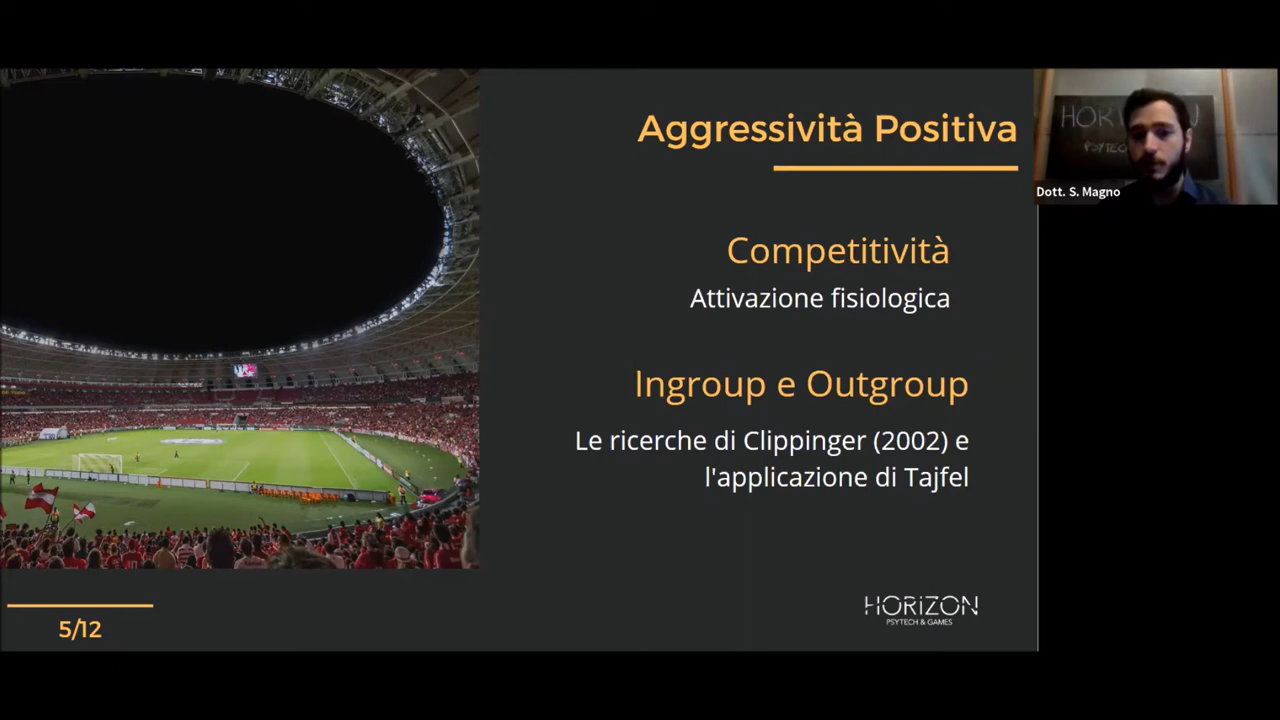 Aggressività Positiva
Competitività
Attivazione fisiologica
Ingroup e Outgroup
Le ricerche di Clippinger (2002) e
l'applicazione di Tajfel
HORIZON
PSYTECH & GAMES
5/12
Dott. S. Magno